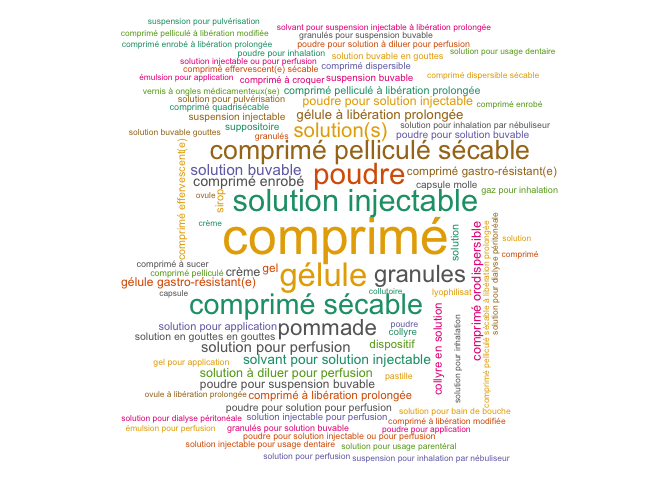 suspension pour pulvérisation
solvant pour suspension injectable à libération prolongée
comprimé pelliculé à libération modifiée
granulés pour suspension buvable
comprimé enrobé à libération prolongée
poudre pour solution à diluer pour perfusion
poudre pour inhalation
solution buvable en gouttes
solution pour usage dentaire
solution injectable ou pour perfusion
comprimé effervescent(e) sécable
comprimé dispersible
émulsion pour application
comprimé à croquer
suspension buvable
comprimé dispersible sécable
vernis à ongles médicamenteux(se)
comprimé pelliculé à libération prolongée
solution pour pulvérisation
poudre pour solution injectable
comprimé enrobé
comprimé quadrisécable
suspension injectable
gélule à libération prolongée
suppositoire
solution(s)
solution pour inhalation par nébuliseur
solution buvable gouttes
granulés
poudre pour solution buvable
comprimé effervescent(e)
comprimé pelliculé sécable
solution buvable
poudre
comprimé gastro-résistant(e)
comprimé enrobé
capsule molle
gaz pour inhalation
ovule
sirop
solution injectable
crème
comprimé
solution
comprimé orodispersible
comprimé pelliculé sécable à libération prolongée
solution pour dialyse péritonéale
solution
comprimé
comprimé à sucer
comprimé pelliculé
crème
gel
gélule
granules
gélule gastro-résistant(e)
capsule
collutoire
lyophilisat
comprimé sécable
solution pour application
pommade
poudre
collyre
collyre en solution
solution pour inhalation
solution en gouttes en gouttes
solution pour perfusion
dispositif
gel pour application
solvant pour solution injectable
solution à diluer pour perfusion
pastille
poudre pour suspension buvable
ovule à libération prolongée
comprimé à libération prolongée
poudre pour solution pour perfusion
solution pour bain de bouche
solution pour dialyse péritonéale
solution injectable pour perfusion
comprimé à libération modifiée
émulsion pour perfusion
granulés pour solution buvable
poudre pour application
poudre pour solution injectable ou pour perfusion
solution injectable pour usage dentaire
solution pour usage parentéral
solution pour perfusion
suspension pour inhalation par nébuliseur